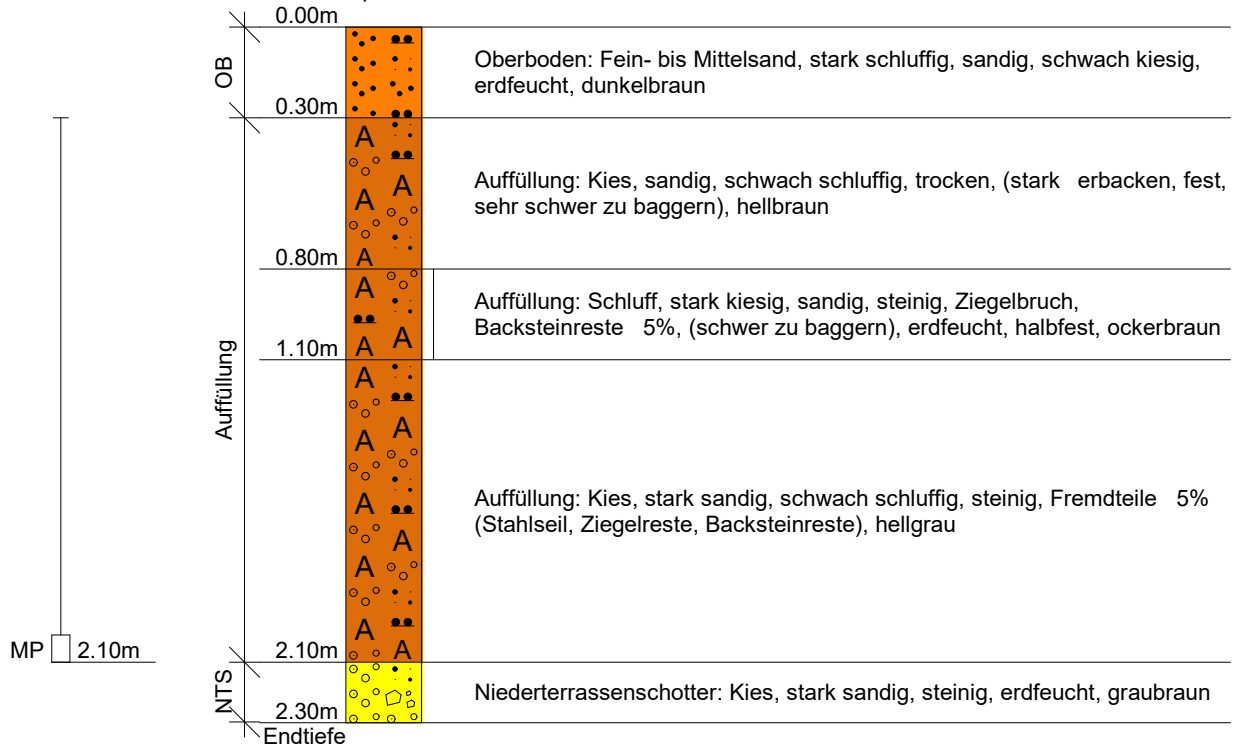 0.00m
OB
Oberboden: Fein- bis Mittelsand, stark schluffig, sandig, schwach kiesig,
erdfeucht, dunkelbraun
0.30m
A
A
A
A
Auffüllung: Kies, sandig, schwach schluffig, trocken, (stark erbacken, fest,
sehr schwer zu baggern), hellbraun
0.80m
A
A
A
Auffüllung: Schluff, stark kiesig, sandig, steinig, Ziegelbruch,
Backsteinreste 5%, (schwer zu baggern), erdfeucht, halbfest, ockerbraun
1.10m
Auffüllung
A
A
A
A
A
A
A
A
A
Auffüllung: Kies, stark sandig, schwach schluffig, steinig, Fremdteile 5%
(Stahlseil, Ziegelreste, Backsteinreste), hellgrau
MP 2.10m
2.10m
NTS
Niederterrassenschotter: Kies, stark sandig, steinig, erdfeucht, graubraun
2.30m
Endtiefe